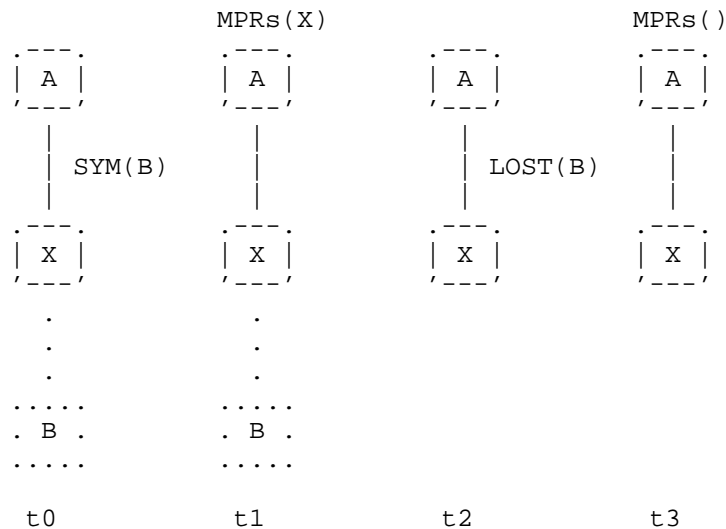 MPRs(X) MPRs()
A A A A
SYM(B) LOST(B)
X X X X
B B
t0 t1 t2 t3